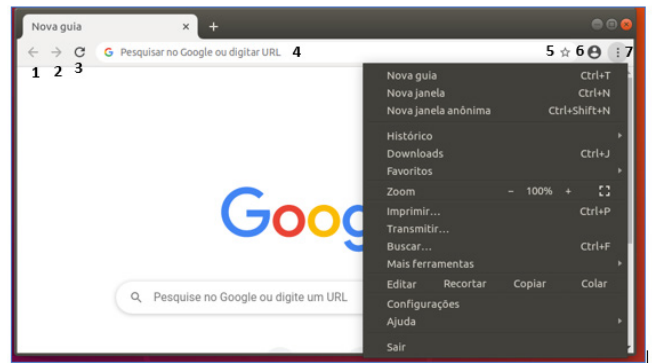 Nova guia × +
G Pesquisar no Google ou digitar URL 4 5 6 7
1 2 3
Nova guia Ctrl+T
Nova janela Ctrl+N
Nova janela anônima Ctrl+Shift+N
Histórico
Downloads Ctrl+J
Favoritos
Zoom - 100% +
Imprimir... Ctrl+P
Transmitir...
Buscar... Ctrl+F
Mais ferramentas
Editar Recortar Copiar Colar
Configurações
Ajuda
Sair
Goog
Pesquise no Google ou digite um URL